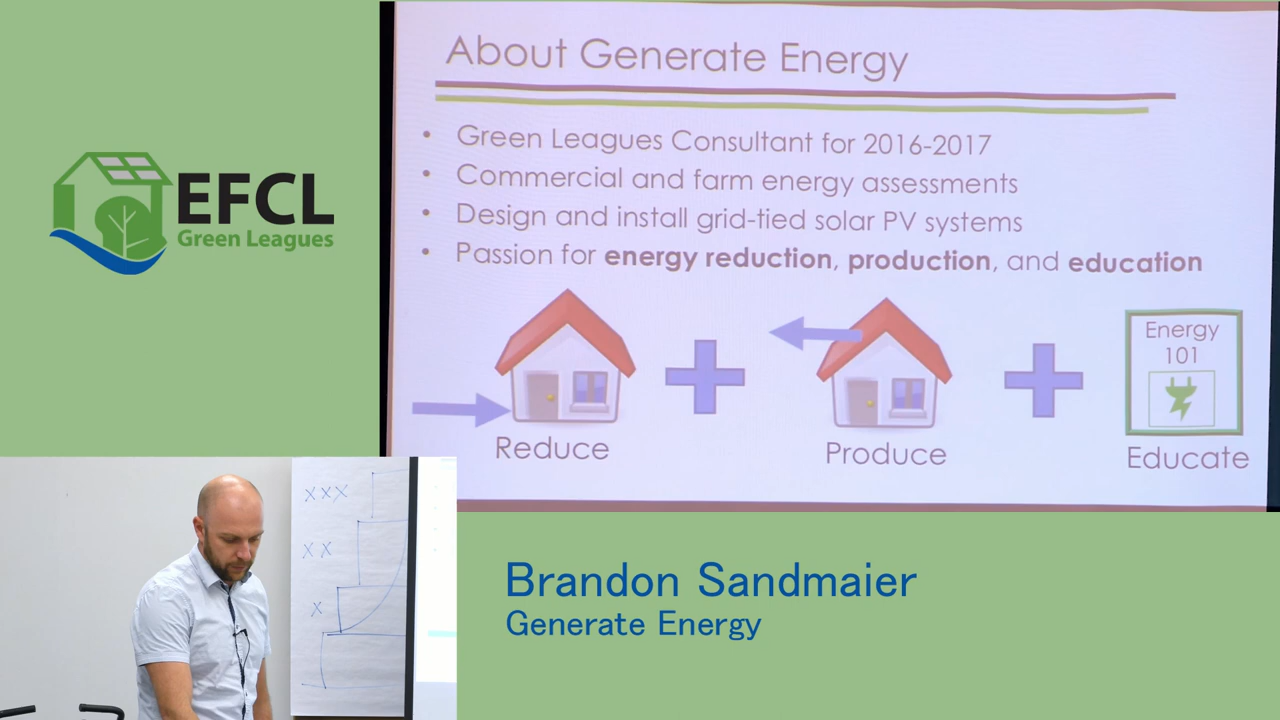 About Generate Energy
• Green Leagues Consultant for 2016-2017
• Commercial and farm energy assessments
• Design and install grid-tied solar PV systems
• Passion for energy reduction, production, and education
Energy
101
Reduce
Produce
Educate
EFCL
Green Leagues
XXX
XX
X
Brandon Sandmaier
Generate Energy